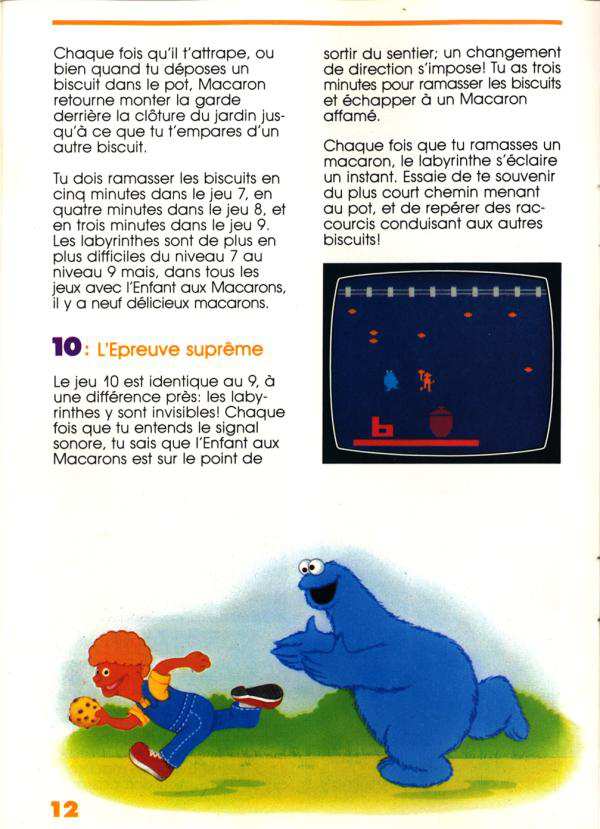 Chaque fois qu'il t'attrape, ou
bien quand tu déposes un
biscuit dans le pot, Macaron
retourne monter la garde
derrière la clôture du jardin jus-
qu'à ce que tu t'empares d'un
autre biscuit.
Tu dois ramasser les biscuits en
cinq minutes dans le jeu 7, en
quatre minutes dans le jeu 8, et
en trois minutes dans le jeu 9.
Les labyrinthes sont de plus en
plus difficiles du niveau 7 au
niveau 9 mais, dans tous les
jeux avec l'Enfant aux Macarons,
il y a neuf délicieux macarons.
10: L'Epreuve suprême
Le jeu 10 est identique au 9, à
une différence près: les laby-
rinthes y sont invisibles! Chaque
fois que tu entends le signal
sonore, tu sais que l'Enfant aux
Macarons est sur le point de
sortir du sentier; un changement
de direction s'impose! Tu as trois
minutes pour ramasser les biscuits
et échapper à un Macaron
affamé.
Chaque fois que tu ramasses un
macaron, le labyrinthe s'éclaire
un instant. Essaie de te souvenir
du plus court chemin menant
au pot, et de repérer des rac-
courcis conduisant aux autres
biscuits!
12